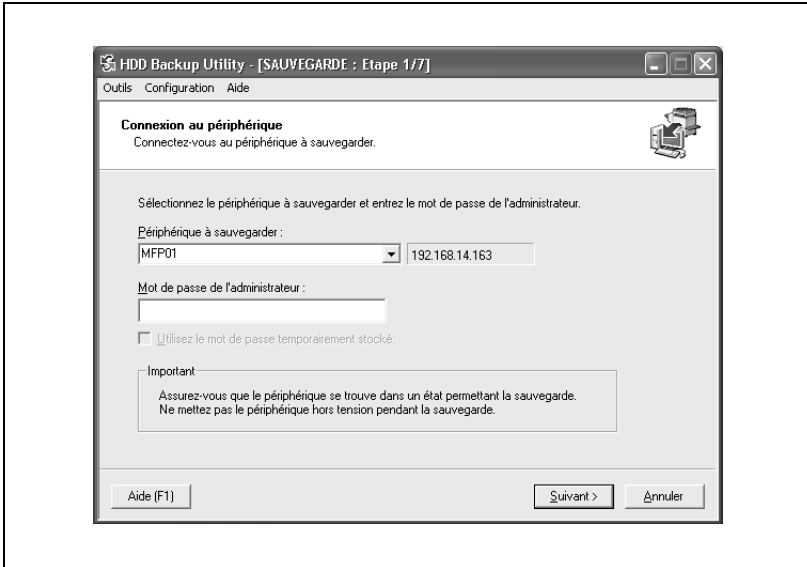 HDD Backup Utility - [SAUVEGARDE : Etape 1/7]
Outils Configuration Aide
Connexion au périphérique
Connectez-vous au périphérique à sauvegarder.
Sélectionnez le périphérique à sauvegarder et entrez le mot de passe de l'administrateur.
Périphérique à sauvegarder :
MFP01 192.168.14.163
Mot de passe de l'administrateur :
Utilisez le mot de passe temporairement stocké.
Important
Assurez-vous que le périphérique se trouve dans un état permettant la sauvegarde.
Ne mettez pas le périphérique hors tension pendant la sauvegarde.
Aide (F1) Suivant > Annuler